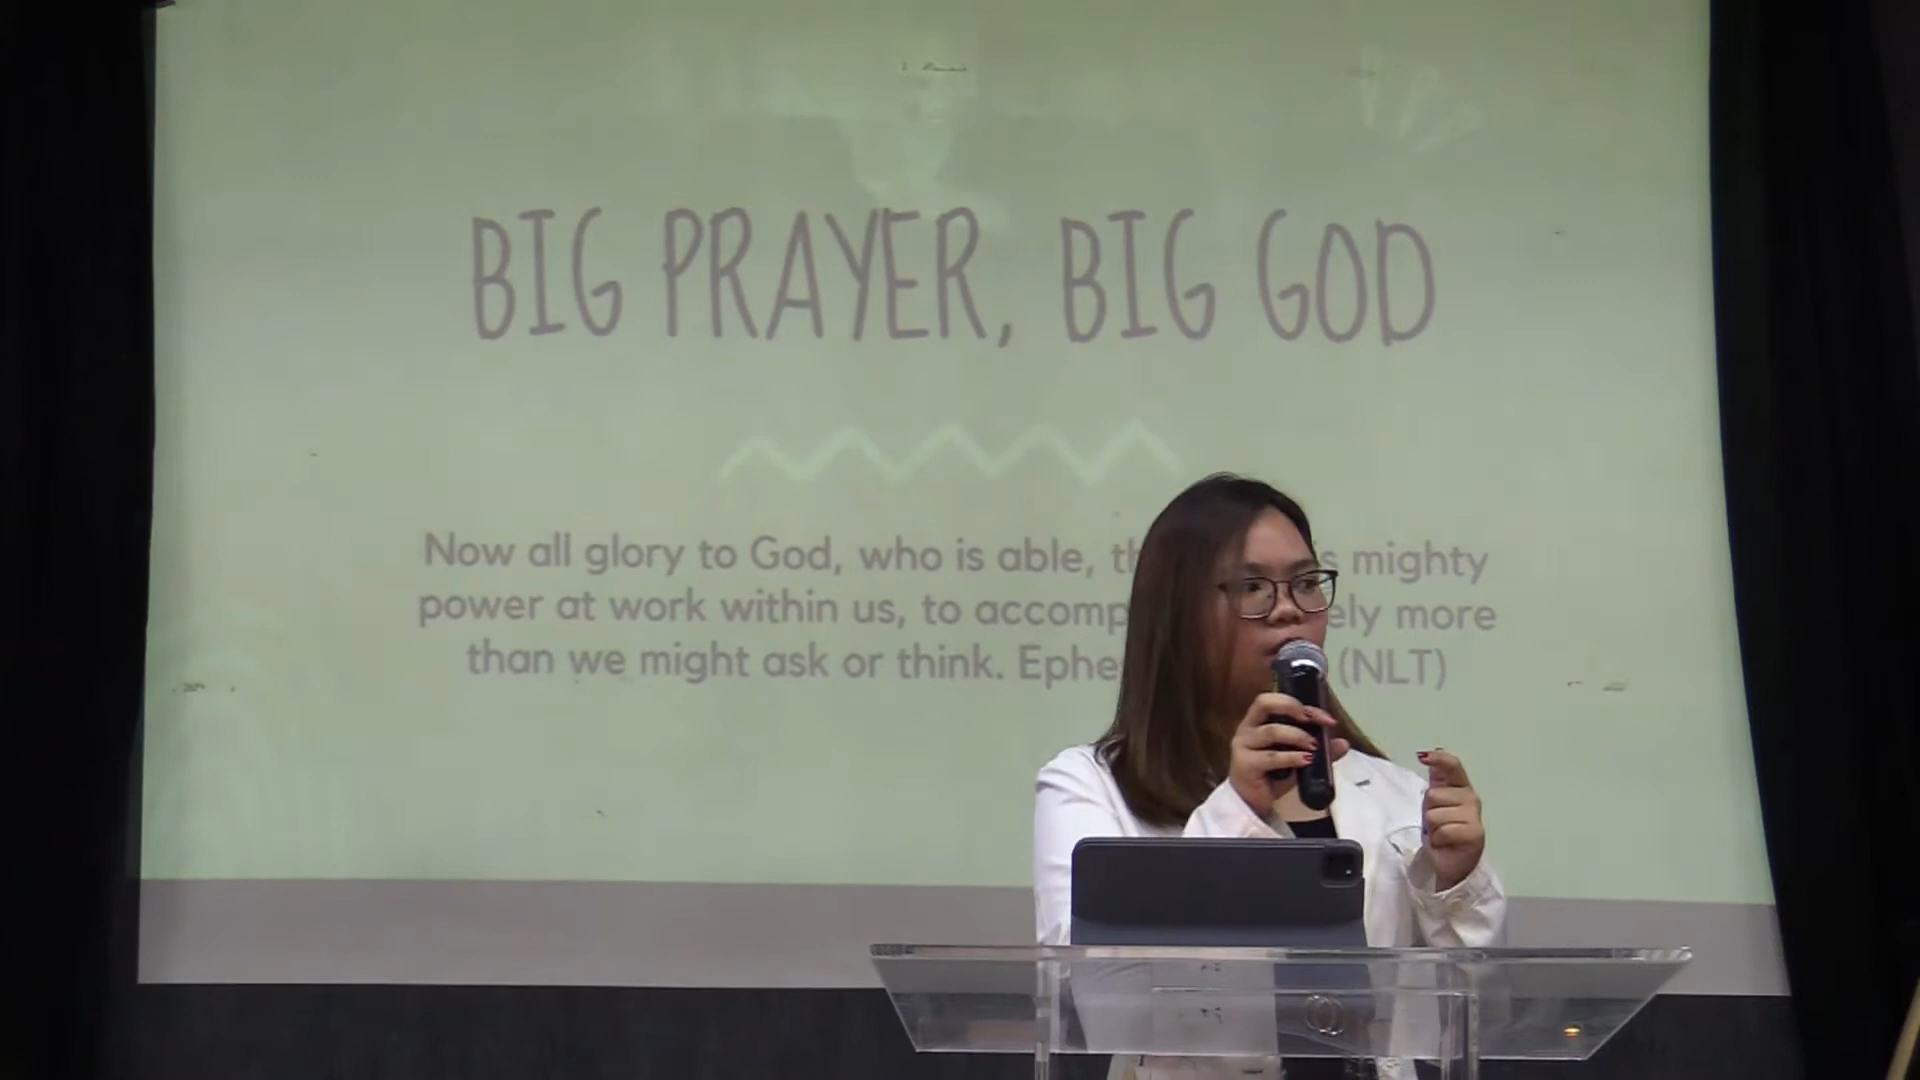 BIG PRAYER, BIG GOD
Now all glory to God, who is able, th s mighty
power at work within us, to accomp ely more
than we might ask or think. Ephe (NLT)